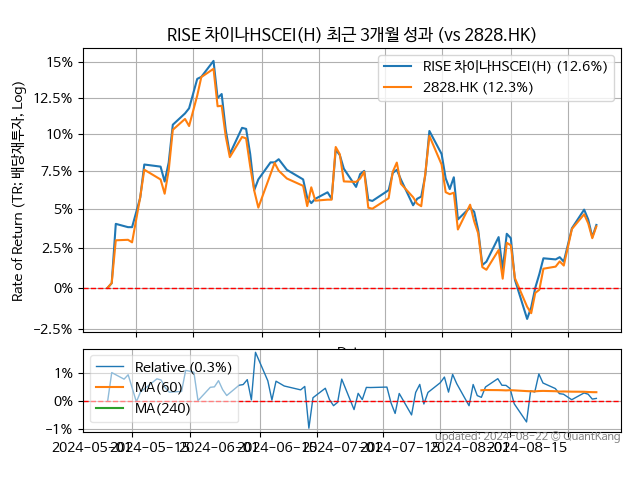 RISE 차이나HSCEI(H) 최근 3개월 성과 (vs 2828.HK)
Rate of Return (TR: 배당재투자, Log)
15%
12.5%
10%
7.5%
5%
2.5%
0%
−2.5%
RISE 차이나HSCEI(H) (12.6%)
2828.HK (12.3%)
1%
0%
−1%
Relative (0.3%)
MA(60)
MA(240)
2024-05-01 2024-05-15 2024-06-01 2024-06-15 2024-07-01 2024-07-15 2024-08-01 2024-08-15
updated: 2024-08-22 © QuantKang